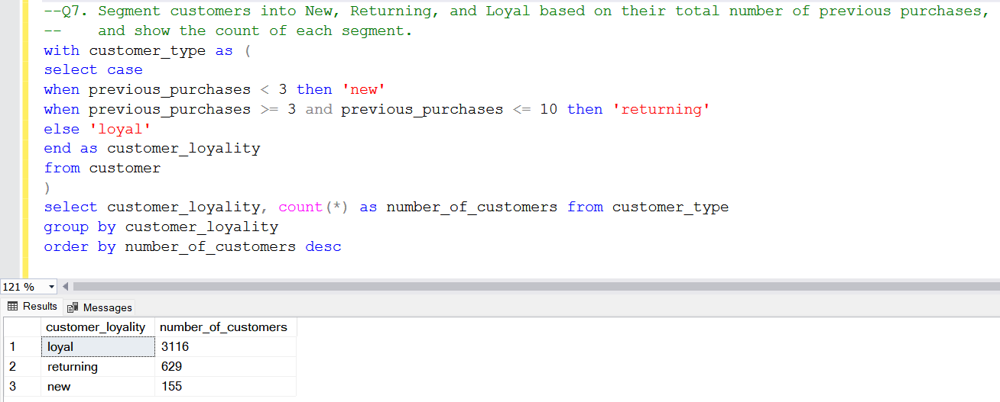 --Q7. Segment customers into New, Returning, and Loyal based on their total number of previous purchases,
--    and show the count of each segment.
with customer_type as (
select case
when previous_purchases < 3 then 'new'
when previous_purchases >= 3 and previous_purchases <= 10 then 'returning'
else 'loyal'
end as customer_loyality
from customer
)
select customer_loyality, count(*) as number_of_customers from customer_type
group by customer_loyality
order by number_of_customers desc
121 %
Results Messages
customer_loyality number_of_customers
1 loyal 3116
2 returning 629
3 new 155